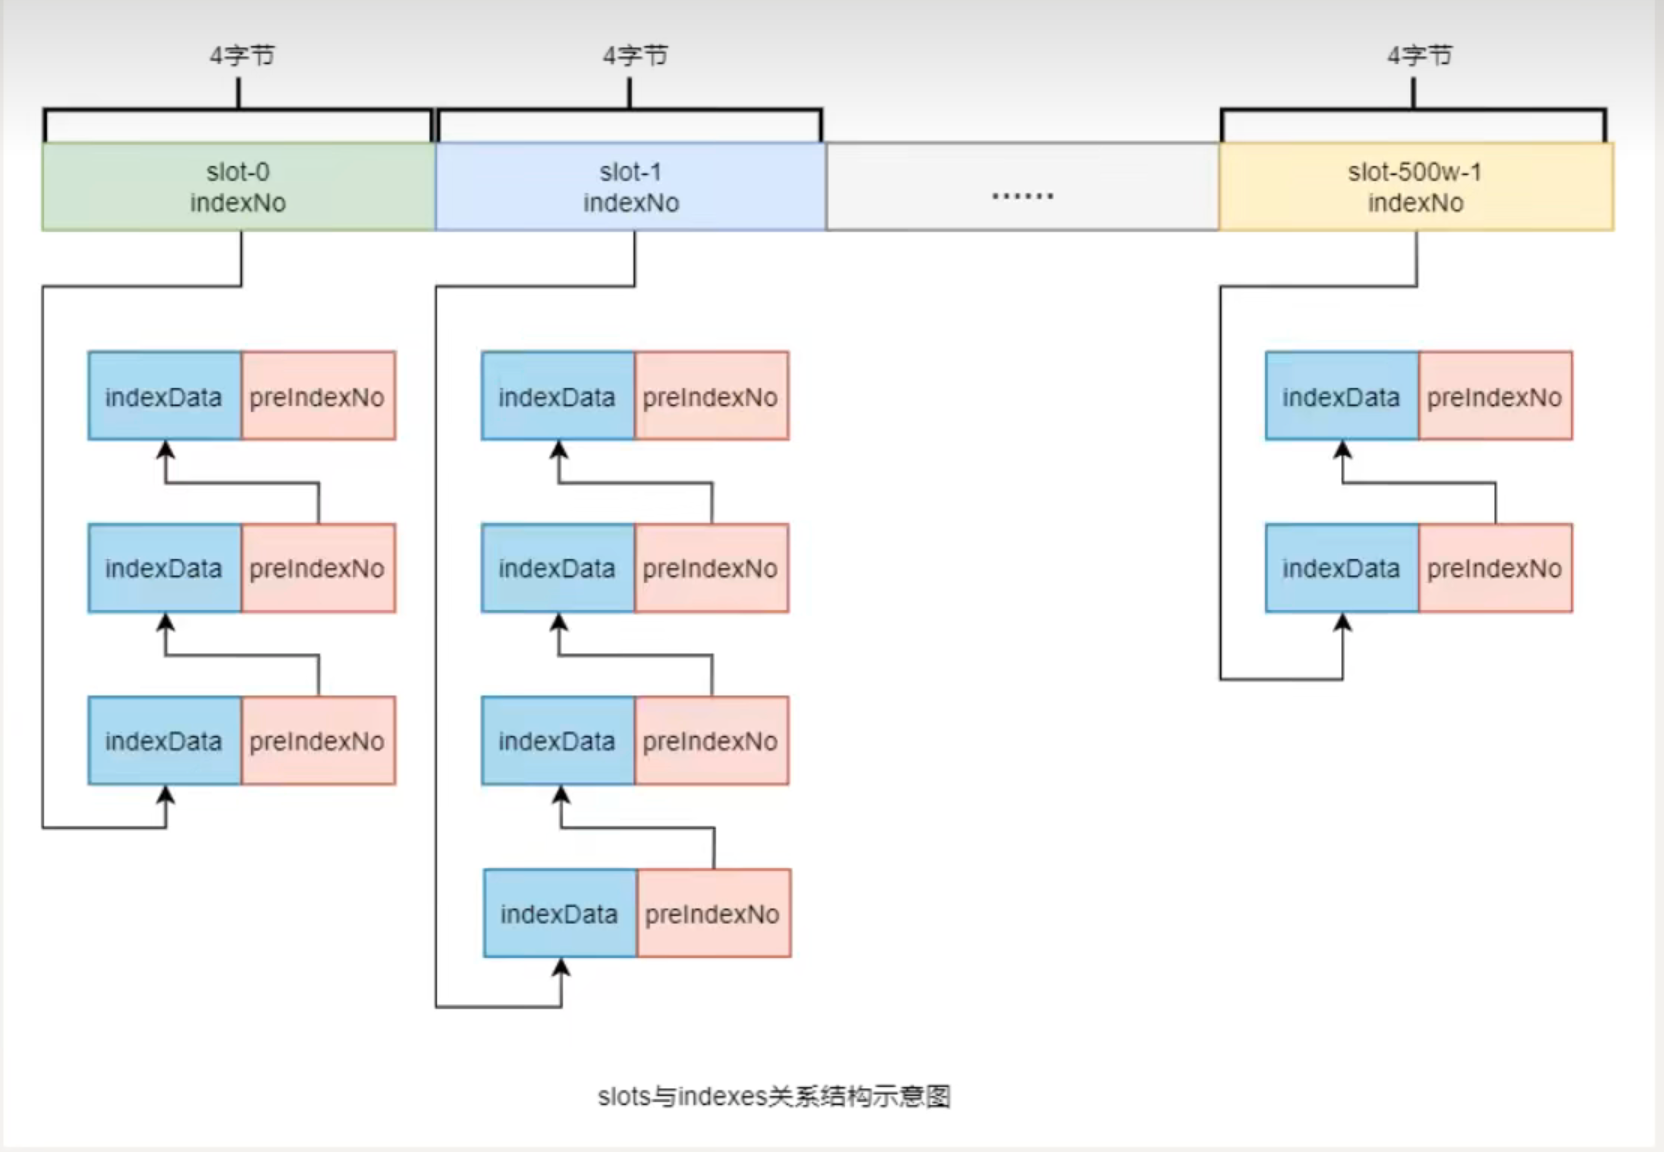 4字节
4字节
4字节
slot-0
indexNo
slot-1
indexNo
......
slot-500w-1
indexNo
indexData preIndexNo
indexData preIndexNo
indexData preIndexNo
indexData preIndexNo
indexData preIndexNo
indexData preIndexNo
indexData preIndexNo
indexData preIndexNo
indexData preIndexNo
slots与indexes关系结构示意图